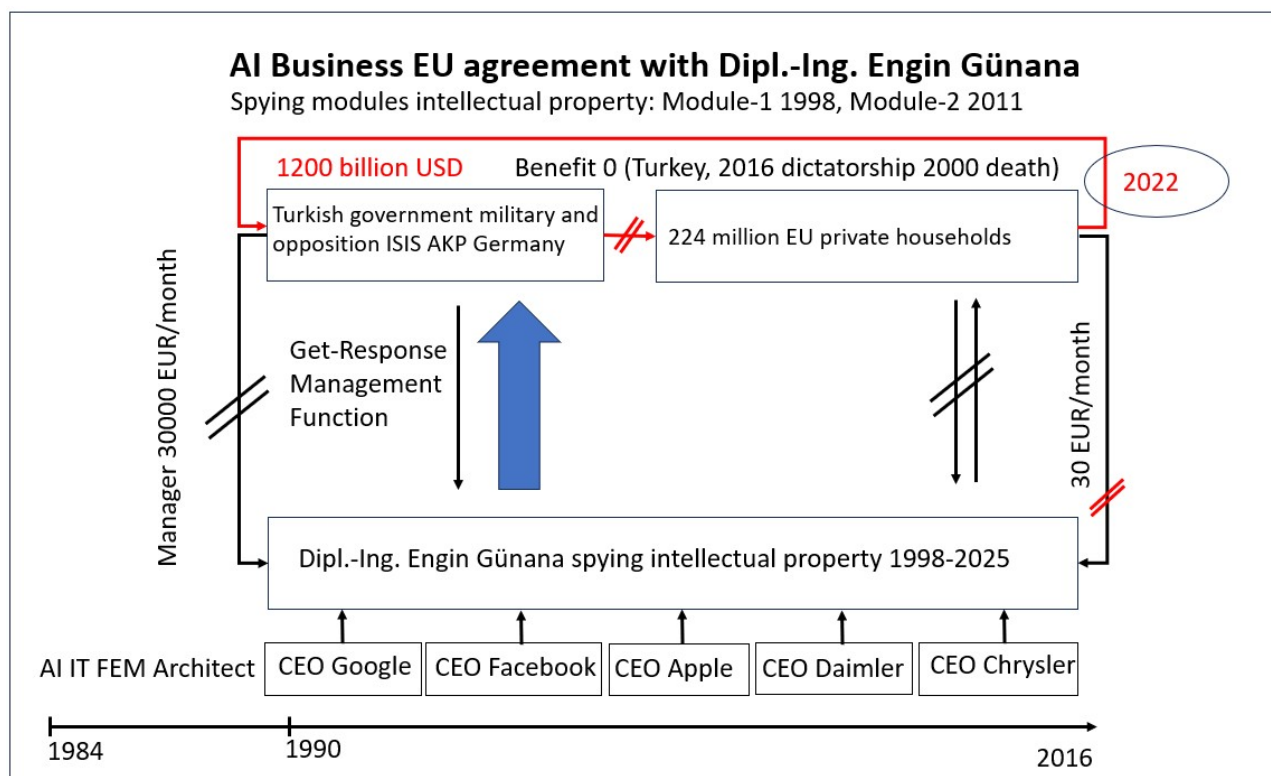 AI Business EU agreement with Dipl.-Ing. Engin Günana
Spying modules intellectual property: Module-1 1998, Module-2 2011
1200 billion USD
Benefit 0 (Turkey, 2016 dictatorship 2000 death)
2022
Turkish government military and
opposition ISIS AKP Germany
224 million EU private households
Manager 30000 EUR/month
Get-Response
Management
Function
30 EUR/month
Dipl.-Ing. Engin Günana spying intellectual property 1998-2025
AI IT FEM Architect
CEO Google
CEO Facebook
CEO Apple
CEO Daimler
CEO Chrysler
1984
1990
2016